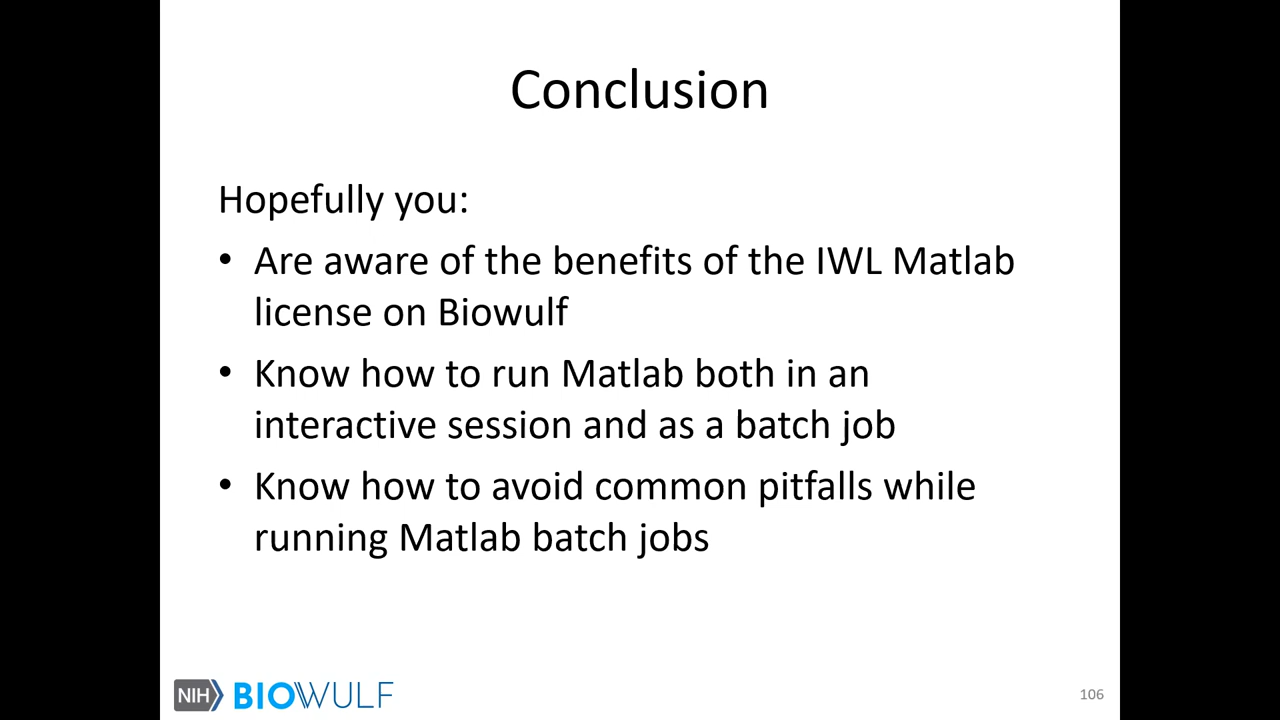 Conclusion
Hopefully you:
• Are aware of the benefits of the IWL Matlab
license on Biowulf
• Know how to run Matlab both in an
interactive session and as a batch job
• Know how to avoid common pitfalls while
running Matlab batch jobs
NIH BIOWULF
106